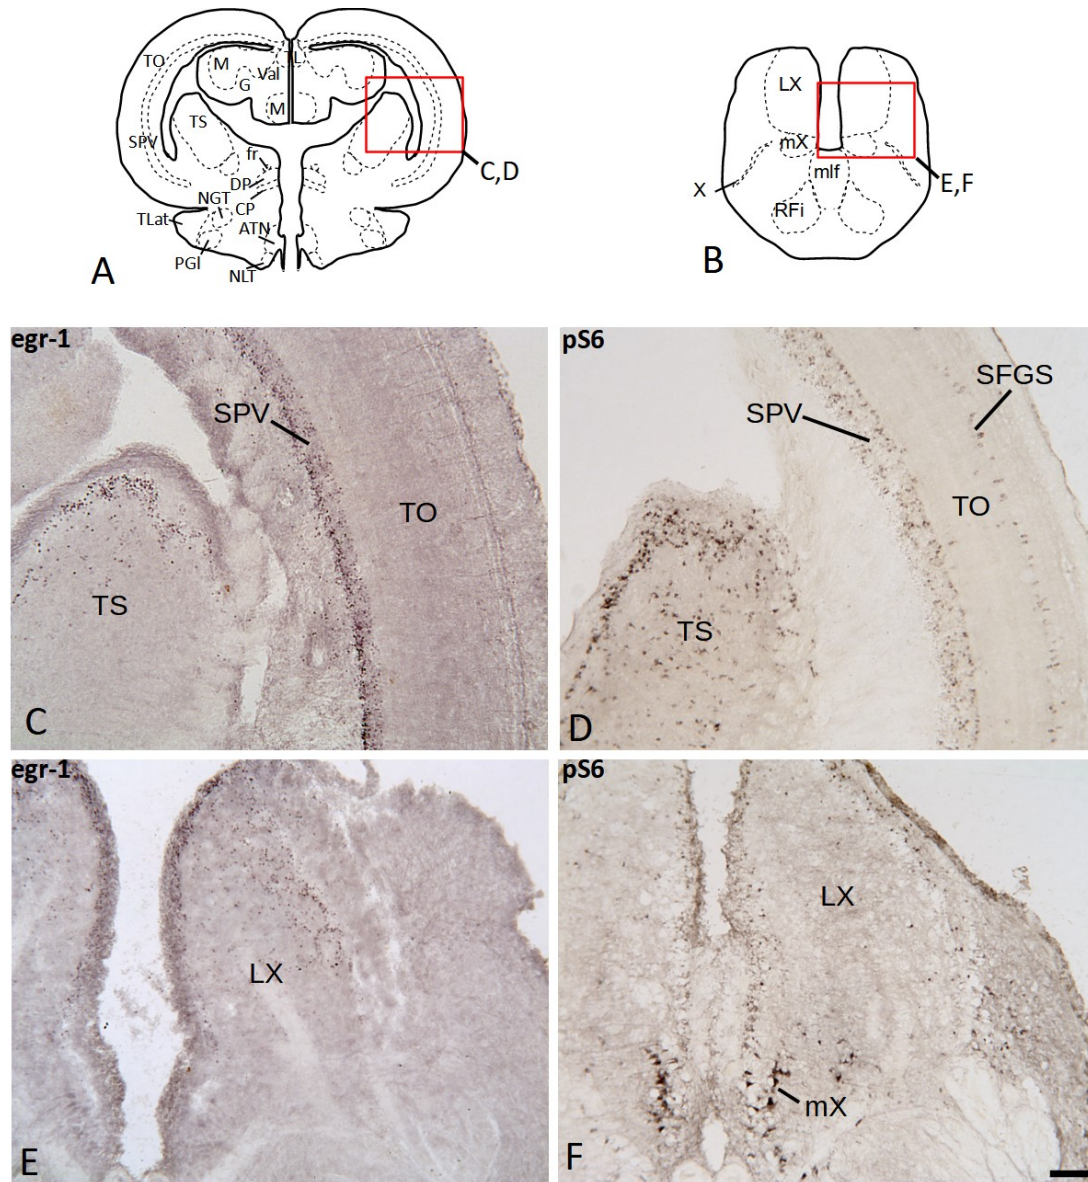 TO
M
TL
Val
G
M
TS
SPV
fr
DP
NGT
CP
TLat
ATN
PGl
NLT
C,D
A
LX
mX
mlf
X
RFi
E,F
B
egr-1
SPV
TO
TS
C
pS6
SFGS
SPV
TO
TS
D
egr-1
LX
E
pS6
LX
mX
F